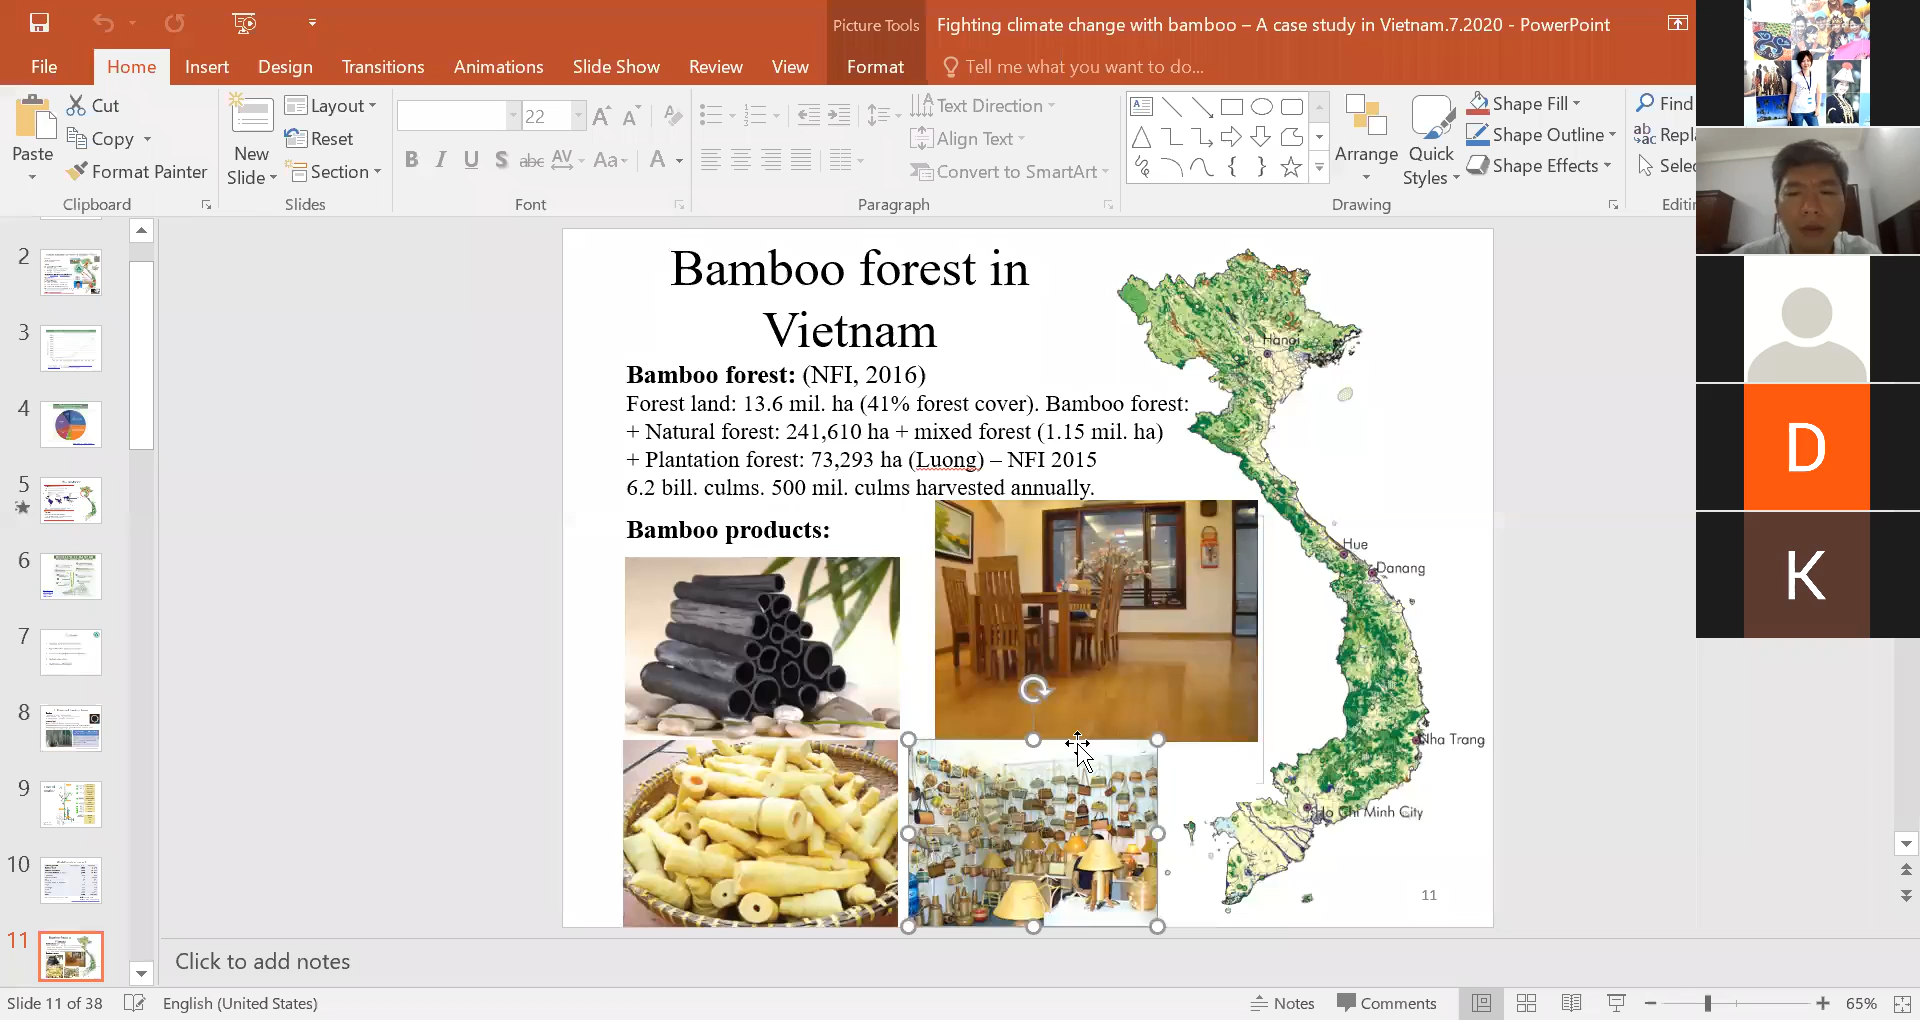 Picture Tools
Fighting climate change with bamboo – A case study in Vietnam.7.2020 - PowerPoint
File
Home
Insert
Design
Transitions
Animations
Slide Show
Review
View
Format
Tell me what you want to do...
Paste
Cut
Copy
Format Painter
Clipboard
New
Slide
Layout
Reset
Section
Slides
22
A A
B I U S abc AV Aa A
Font
Text Direction
Align Text
Convert to SmartArt
Paragraph
Arrange
Quick
Styles
Shape Fill
Shape Outline
Shape Effects
Drawing
Find
Repla
Selec
Editin
D
K
2
3
4
5
6
7
8
9
10
11
Bamboo forest in
Vietnam
Bamboo forest: (NFI, 2016)
Forest land: 13.6 mil. ha (41% forest cover). Bamboo forest:
+ Natural forest: 241,610 ha + mixed forest (1.15 mil. ha)
+ Plantation forest: 73,293 ha (Luong) – NFI 2015
6.2 bill. culms. 500 mil. culms harvested annually.
Bamboo products:
Hanoi
Hue
Danang
Nha Trang
Ho Chi Minh City
11
Click to add notes
Slide 11 of 38
English (United States)
Notes
Comments
65%